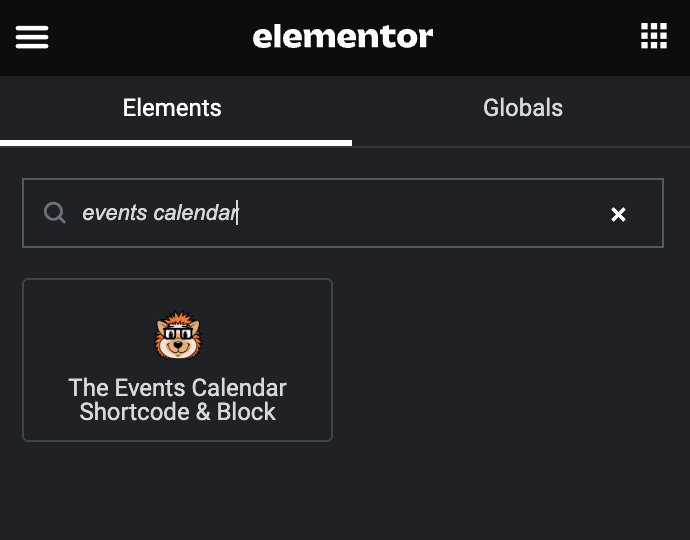 elementor
Elements
Globals
events calendar
The Events Calendar
Shortcode & Block